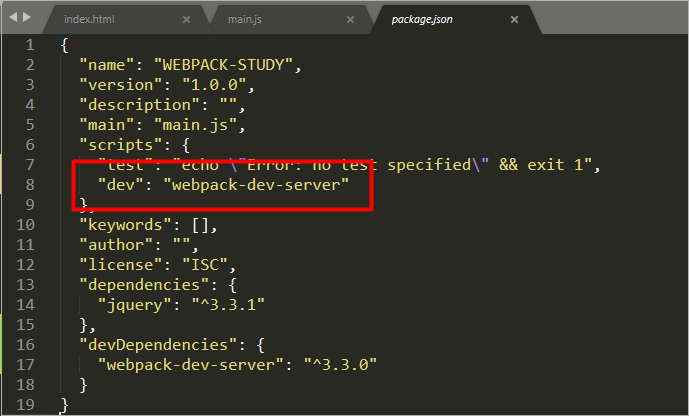 index.html main.js package.json
1 {
2 "name": "WEBPACK-STUDY",
3 "version": "1.0.0",
4 "description": "",
5 "main": "main.js",
6 "scripts": {
7 "test": "echo \"Error: no test specified\" && exit 1",
8 "dev": "webpack-dev-server"
9 },
10 "keywords": [],
11 "author": "",
12 "license": "ISC",
13 "dependencies": {
14 "jquery": "^3.3.1"
15 },
16 "devDependencies": {
17 "webpack-dev-server": "^3.3.0"
18 }
19 }